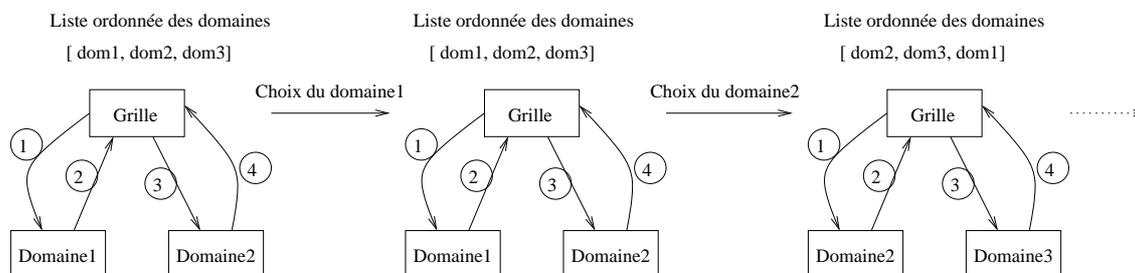 Liste ordonnée des domaines
[ dom1, dom2, dom3]
Grille
1
2
3
4
Domaine1
Domaine2
Choix du domaine1
Liste ordonnée des domaines
[ dom1, dom2, dom3]
Grille
1
2
3
4
Domaine1
Domaine2
Choix du domaine2
Liste ordonnée des domaines
[ dom2, dom3, dom1]
Grille
1
2
3
4
Domaine2
Domaine3